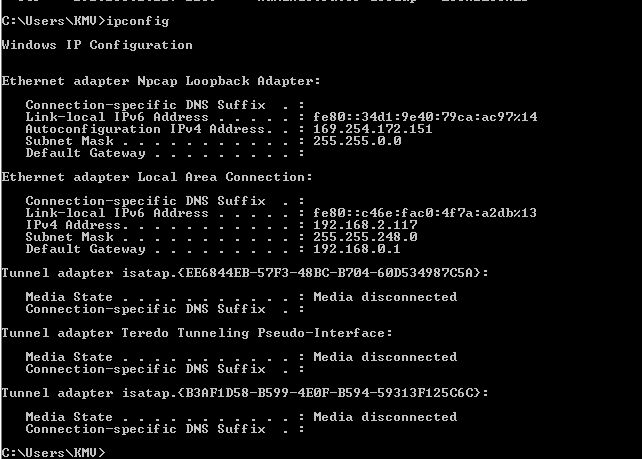 C:\Users\KMV>ipconfig
Windows IP Configuration
Ethernet adapter Npcap Loopback Adapter:
Connection-specific DNS Suffix . :
Link-local IPv6 Address . . . . . : fe80::34d1:9e40:79ca:ac97%14
Autoconfiguration IPv4 Address. . : 169.254.172.151
Subnet Mask . . . . . . . . . . . : 255.255.0.0
Default Gateway . . . . . . . . . :
Ethernet adapter Local Area Connection:
Connection-specific DNS Suffix . :
Link-local IPv6 Address . . . . . : fe80::c46e:fac0:4f7a:a2db%13
IPv4 Address. . . . . . . . . . . : 192.168.2.117
Subnet Mask . . . . . . . . . . . : 255.255.248.0
Default Gateway . . . . . . . . . : 192.168.0.1
Tunnel adapter isatap.{EE6844EB-57F3-48BC-B704-60D534987C5A}:
Media State . . . . . . . . . . . : Media disconnected
Connection-specific DNS Suffix . :
Tunnel adapter Teredo Tunneling Pseudo-Interface:
Media State . . . . . . . . . . . : Media disconnected
Connection-specific DNS Suffix . :
Tunnel adapter isatap.{B3AF1D58-B599-4E0F-B594-59313F125C6C}:
Media State . . . . . . . . . . . : Media disconnected
Connection-specific DNS Suffix . :
C:\Users\KMV>